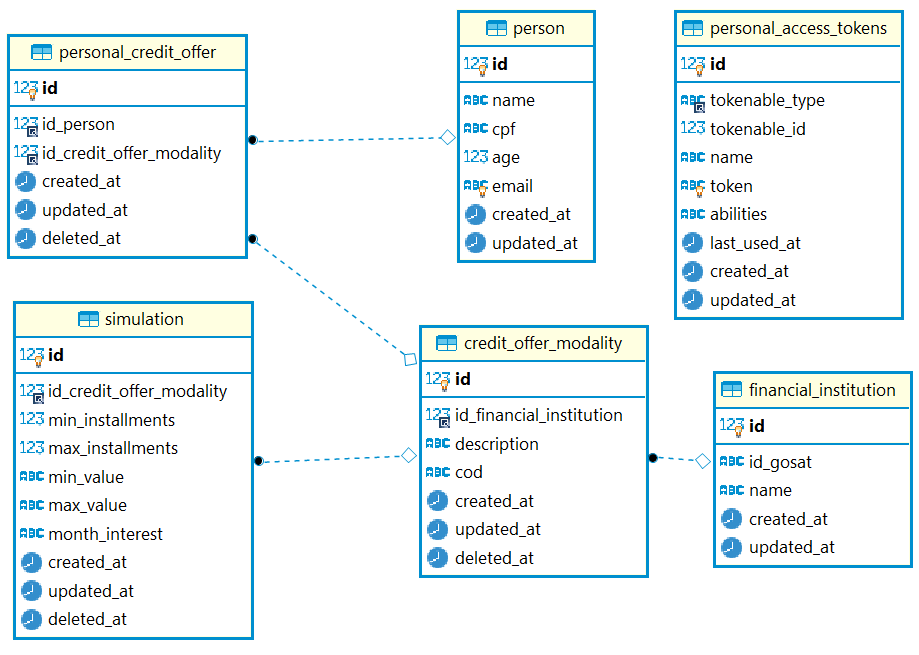 personal_credit_offer
123 id
123 id_person
123 id_credit_offer_modality
created_at
updated_at
deleted_at
person
123 id
ABC name
ABC cpf
123 age
ABC email
created_at
updated_at
personal_access_tokens
123 id
ABC tokenable_type
123 tokenable_id
ABC name
ABC token
ABC abilities
last_used_at
created_at
updated_at
simulation
123 id
123 id_credit_offer_modality
123 min_installments
123 max_installments
ABC min_value
ABC max_value
ABC month_interest
created_at
updated_at
deleted_at
credit_offer_modality
123 id
123 id_financial_institution
ABC description
ABC cod
created_at
updated_at
deleted_at
financial_institution
123 id
ABC id_gosat
ABC name
created_at
updated_at